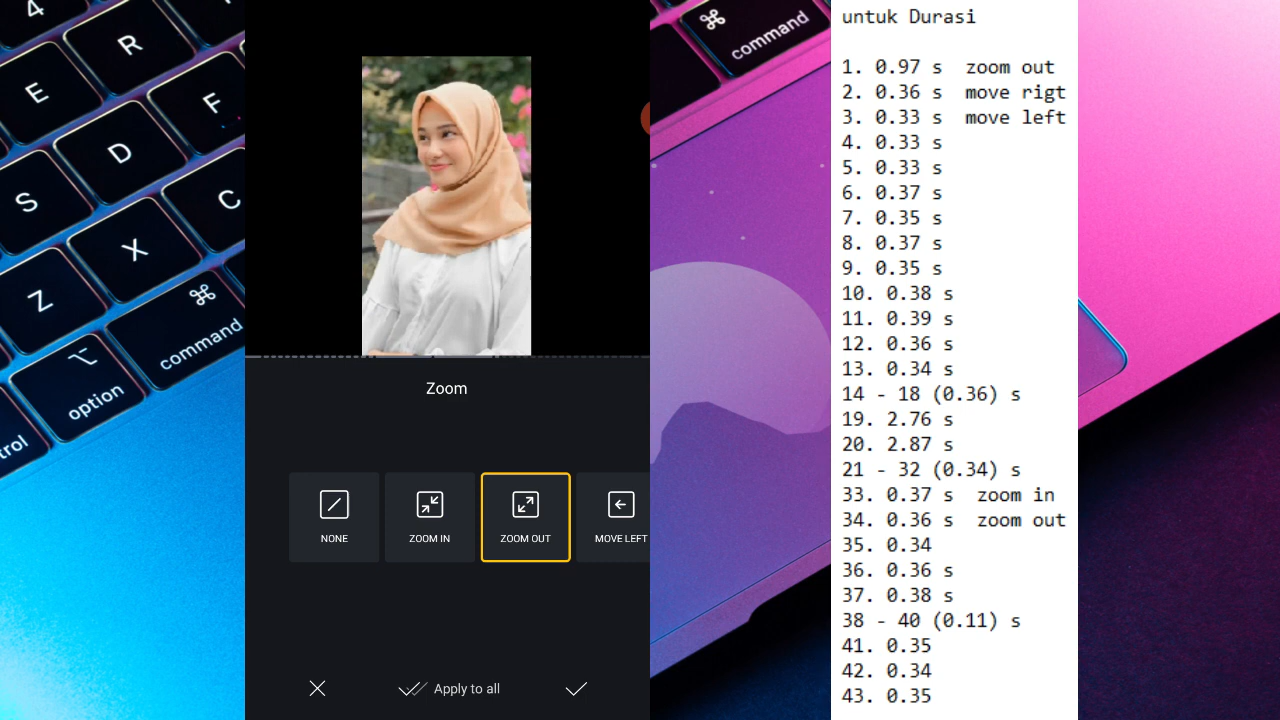 4
R
E
F
D
S
C
X
Z
command
option
trol
Zoom
NONE
ZOOM IN
ZOOM OUT
MOVE LEFT
Apply to all
command
untuk Durasi
1. 0.97 s zoom out
2. 0.36 s move rigt
3. 0.33 s move left
4. 0.33 s
5. 0.33 s
6. 0.37 s
7. 0.35 s
8. 0.37 s
9. 0.35 s
10. 0.38 s
11. 0.39 s
12. 0.36 s
13. 0.34 s
14 - 18 (0.36) s
19. 2.76 s
20. 2.87 s
21 - 32 (0.34) s
33. 0.37 s zoom in
34. 0.36 s zoom out
35. 0.34
36. 0.36 s
37. 0.38 s
38 - 40 (0.11) s
41. 0.35
42. 0.34
43. 0.35